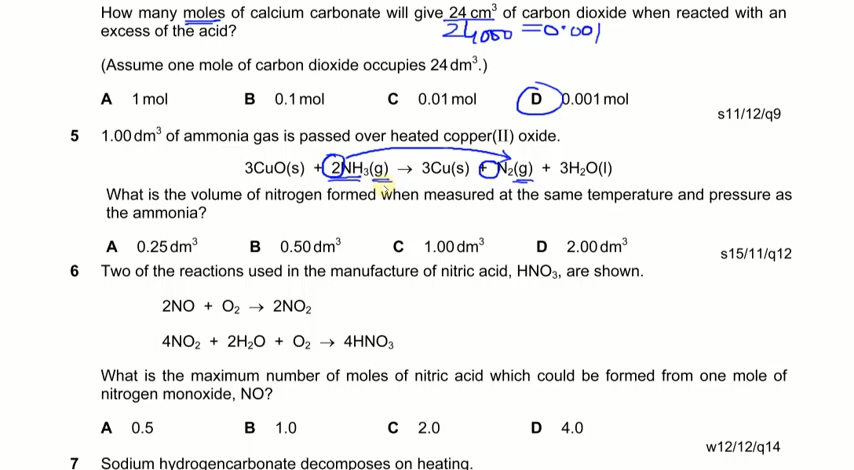 How many moles of calcium carbonate will give 24 cm³ of carbon dioxide when reacted with an
excess of the acid?
24000 = 0.001
(Assume one mole of carbon dioxide occupies 24 dm³.)
A 1 mol B 0.1 mol C 0.01 mol D 0.001 mol
s11/12/q9
5 1.00 dm³ of ammonia gas is passed over heated copper(II) oxide.
3CuO(s) + 2NH₃(g) → 3Cu(s) + N₂(g) + 3H₂O(l)
What is the volume of nitrogen formed when measured at the same temperature and pressure as
the ammonia?
A 0.25 dm³ B 0.50 dm³ C 1.00 dm³ D 2.00 dm³
s15/11/q12
6 Two of the reactions used in the manufacture of nitric acid, HNO₃, are shown.
2NO + O₂ → 2NO₂
4NO₂ + 2H₂O + O₂ → 4HNO₃
What is the maximum number of moles of nitric acid which could be formed from one mole of
nitrogen monoxide, NO?
A 0.5 B 1.0 C 2.0 D 4.0
w12/12/q14
7 Sodium hydrogencarbonate decomposes on heating.